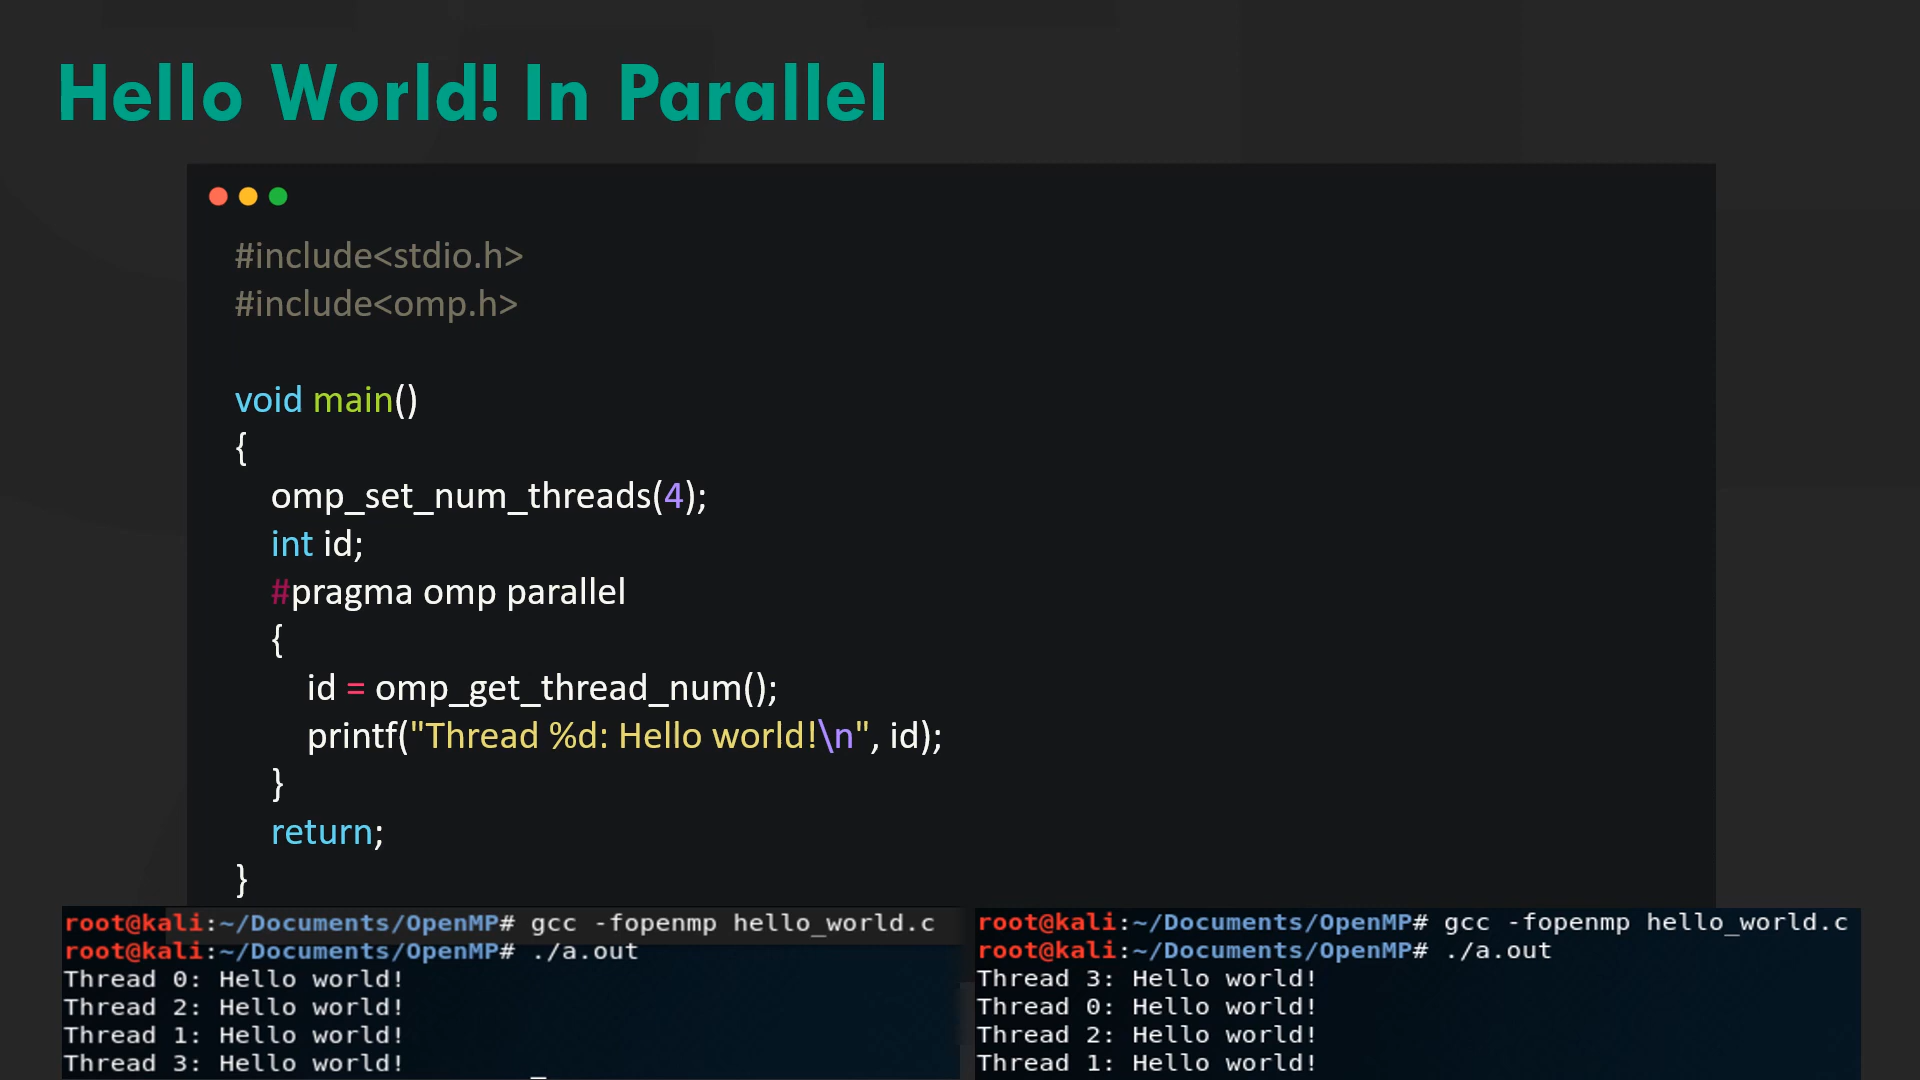 Hello World! In Parallel
#include<stdio.h>
#include<omp.h>
void main()
{
omp_set_num_threads(4);
int id;
#pragma omp parallel
{
id = omp_get_thread_num();
printf("Thread %d: Hello world!\n", id);
}
return;
}
root@kali:~/Documents/OpenMP# gcc -fopenmp hello_world.c
root@kali:~/Documents/OpenMP# ./a.out
Thread 0: Hello world!
Thread 2: Hello world!
Thread 1: Hello world!
Thread 3: Hello world!
root@kali:~/Documents/OpenMP# gcc -fopenmp hello_world.c
root@kali:~/Documents/OpenMP# ./a.out
Thread 3: Hello world!
Thread 0: Hello world!
Thread 2: Hello world!
Thread 1: Hello world!